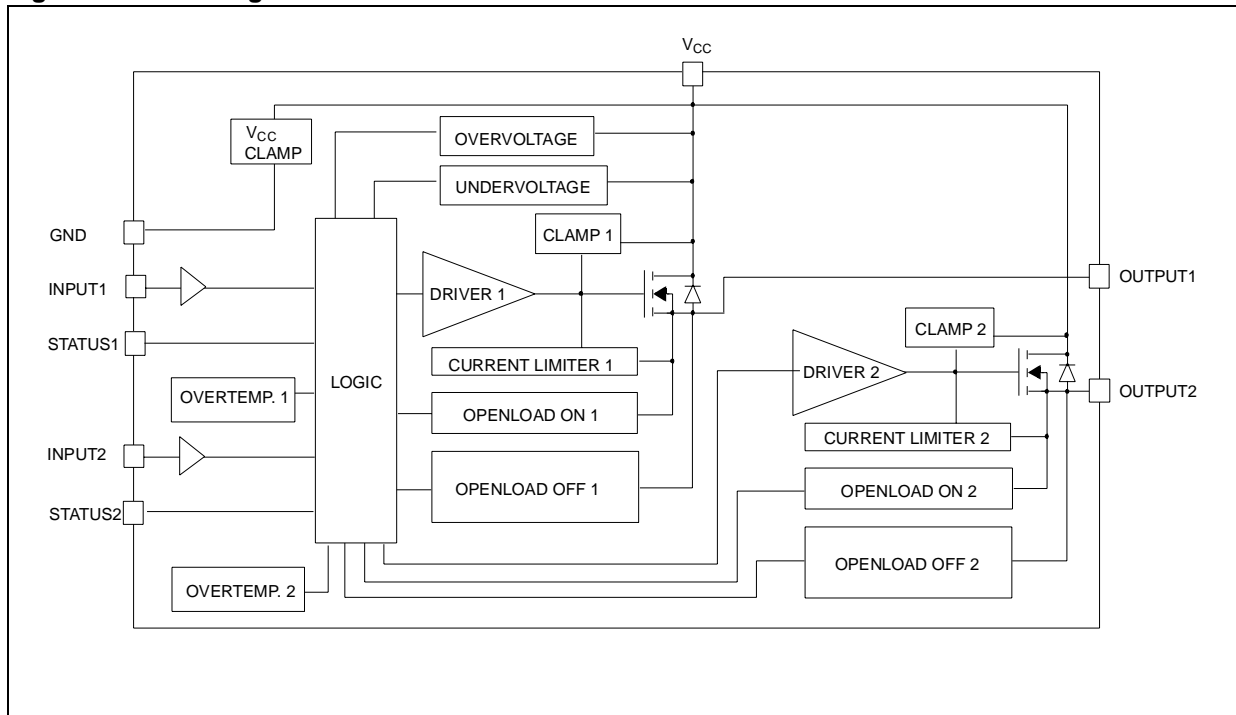 VCC
VCC
CLAMP
OVERVOLTAGE
UNDERVOLTAGE
GND
CLAMP 1
INPUT1
DRIVER 1
OUTPUT1
STATUS1
CURRENT LIMITER 1
LOGIC
CLAMP 2
DRIVER 2
OVERTEMP. 1
OPENLOAD ON 1
OUTPUT2
INPUT2
CURRENT LIMITER 2
OPENLOAD OFF 1
OPENLOAD ON 2
STATUS2
OPENLOAD OFF 2
OVERTEMP. 2